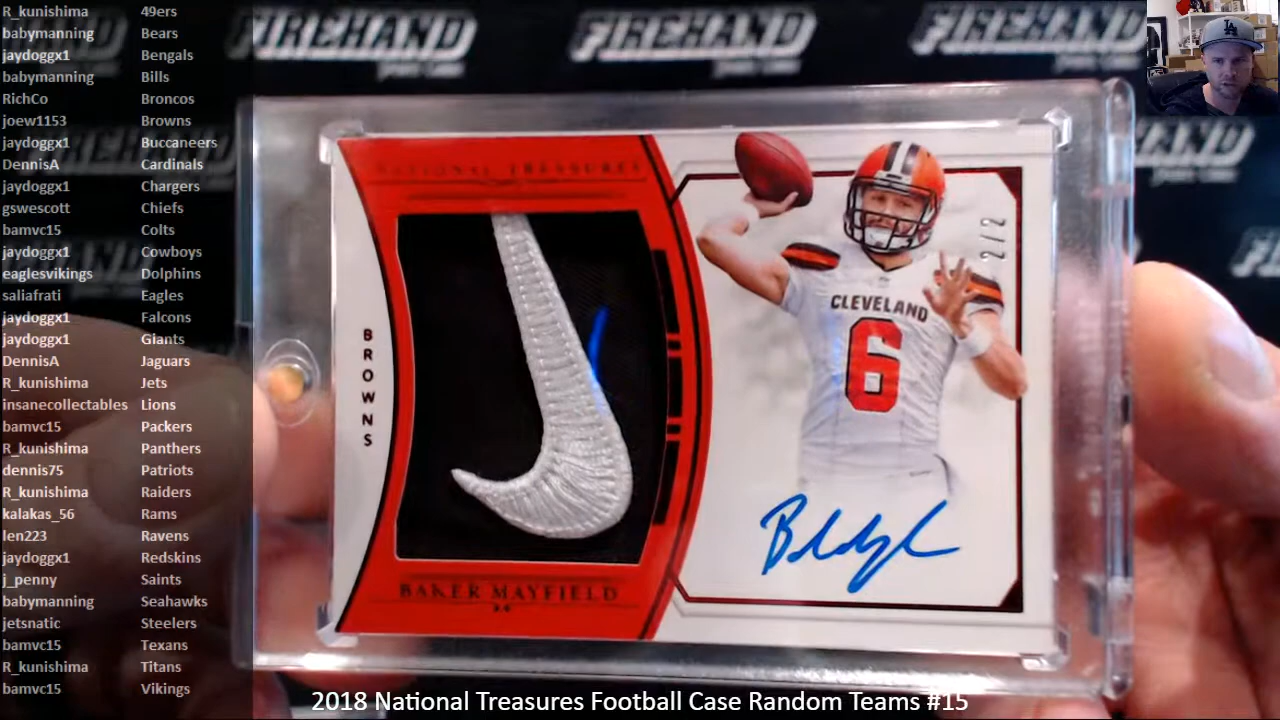 R_kunishima 49ers
babymanning Bears
jaydoggx1 Bengals
babymanning Bills
RichCo Broncos
joew1153 Browns
jaydoggx1 Buccaneers
DennisA Cardinals
jaydoggx1 Chargers
gswescott Chiefs
bamvc15 Colts
jaydoggx1 Cowboys
eaglesvikings Dolphins
saliafrati Eagles
jaydoggx1 Falcons
jaydoggx1 Giants
DennisA Jaguars
R_kunishima Jets
insanecollectables Lions
bamvc15 Packers
R_kunishima Panthers
dennis75 Patriots
R_kunishima Raiders
kalakas_56 Rams
len223 Ravens
jaydoggx1 Redskins
j_penny Saints
babymanning Seahawks
jetsnatic Steelers
bamvc15 Texans
R_kunishima Titans
bamvc15 Vikings
FIREHAND FIREHAND FIREHAND
NATIONAL TREASURES
BROWNS
BAKER MAYFIELD
2/2
CLEVELAND
6
LA
2018 National Treasures Football Case Random Teams #15